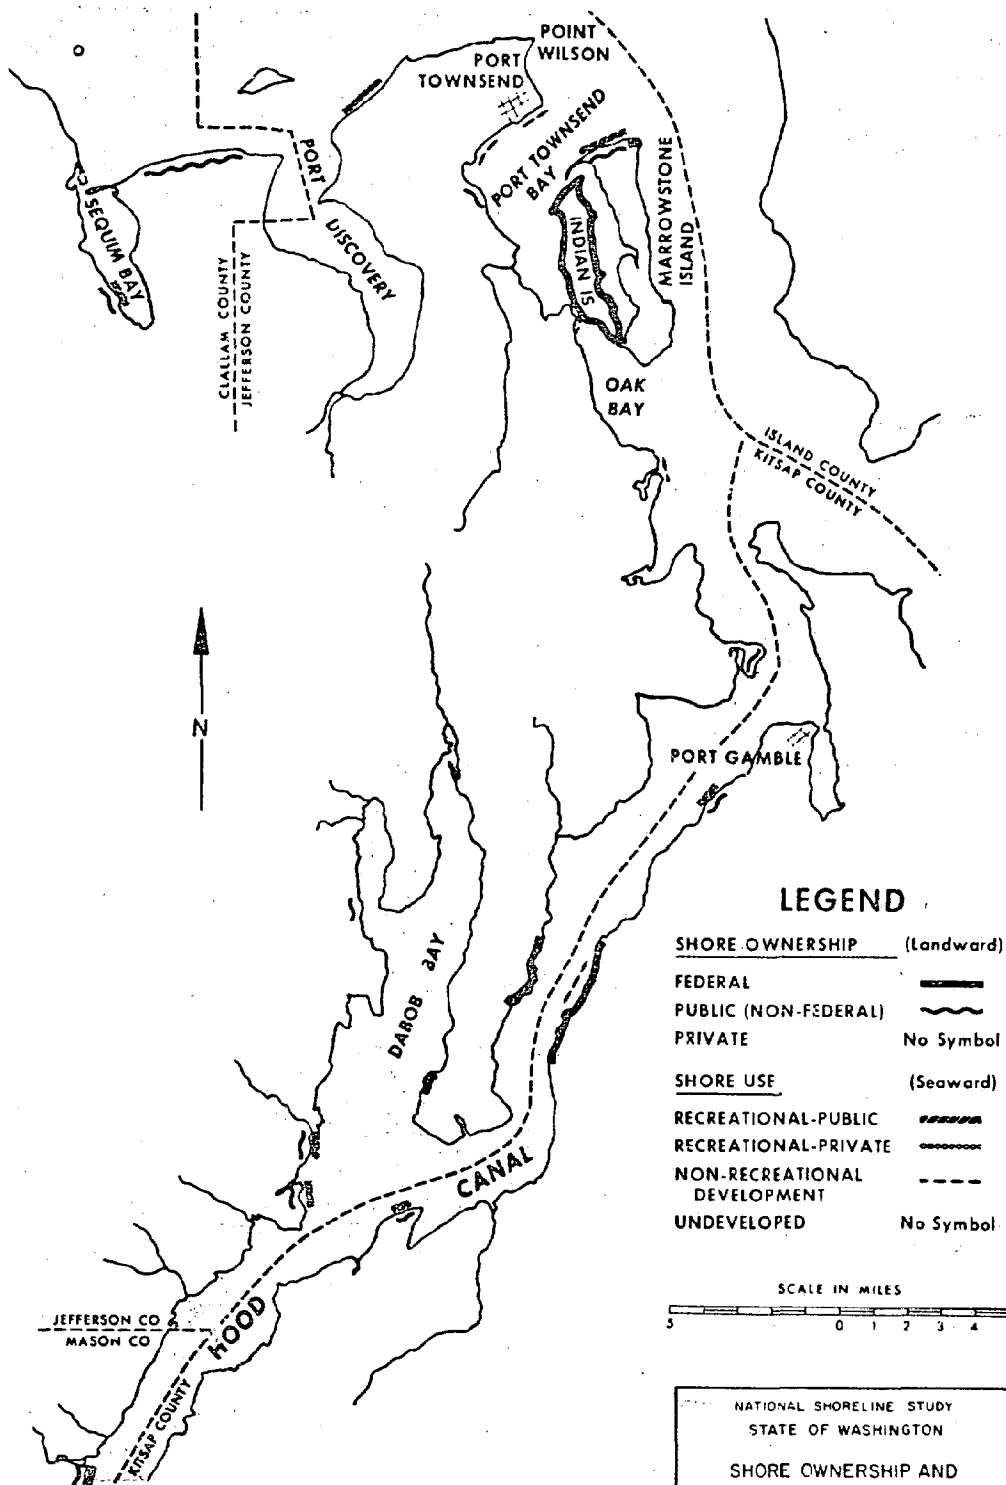 POINT
WILSON
PORT
TOWNSEND
PORT TOWNSEND
BAY
PORT
DISCOVERY
SEQUIM BAY
INDIAN IS
MARROWSTONE
ISLAND
CLALLAM COUNTY
JEFFERSON COUNTY
OAK
BAY
ISLAND COUNTY
KITSAP COUNTY
N
PORT GAMBLE
DABOB BAY
HOOD CANAL
JEFFERSON CO
MASON CO
KITSAP COUNTY
LEGEND
SHORE OWNERSHIP (Landward)
FEDERAL
PUBLIC (NON-FEDERAL)
PRIVATE No Symbol
SHORE USE (Seaward)
RECREATIONAL-PUBLIC
RECREATIONAL-PRIVATE
NON-RECREATIONAL
DEVELOPMENT
UNDEVELOPED No Symbol
SCALE IN MILES
5 0 1 2 3 4
NATIONAL SHORELINE STUDY
STATE OF WASHINGTON
SHORE OWNERSHIP AND